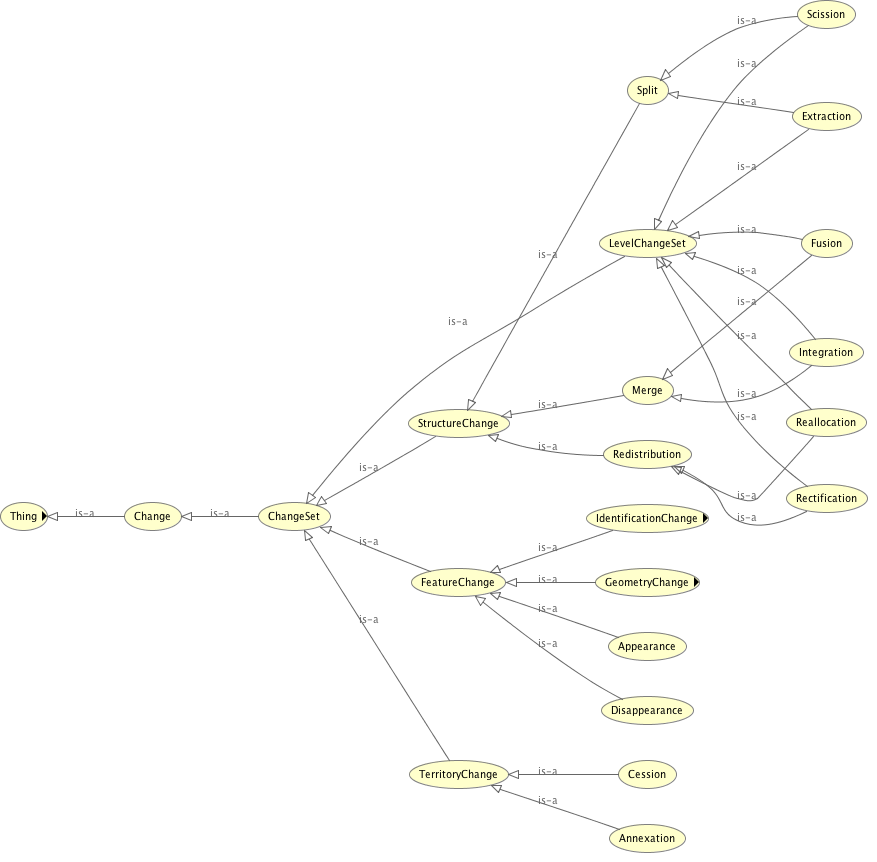 Scission
is-a
is-a
Split
is-a
Extraction
is-a
is-a
LevelChangeSet
Fusion
is-a
is-a
is-a
is-a
is-a
Integration
Merge
is-a
is-a
StructureChange
is-a
Reallocation
is-a
Redistribution
is-a
is-a
Rectification
Thing
is-a
Change
is-a
ChangeSet
IdentificationChange
is-a
is-a
is-a
FeatureChange
is-a
GeometryChange
is-a
is-a
Appearance
is-a
Disappearance
TerritoryChange
is-a
Cession
is-a
Annexation